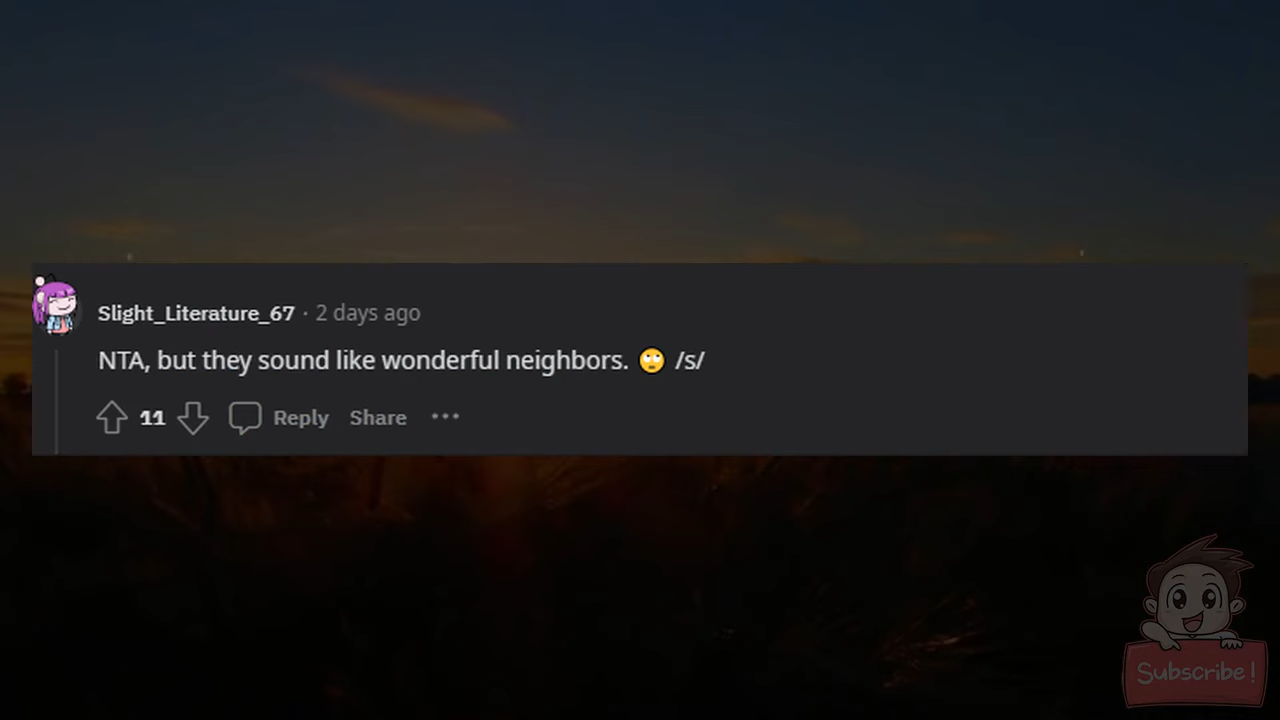 Slight_Literature_67 · 2 days ago
NTA, but they sound like wonderful neighbors. 🙄 /s/
11 Reply Share ···
Subscribe!